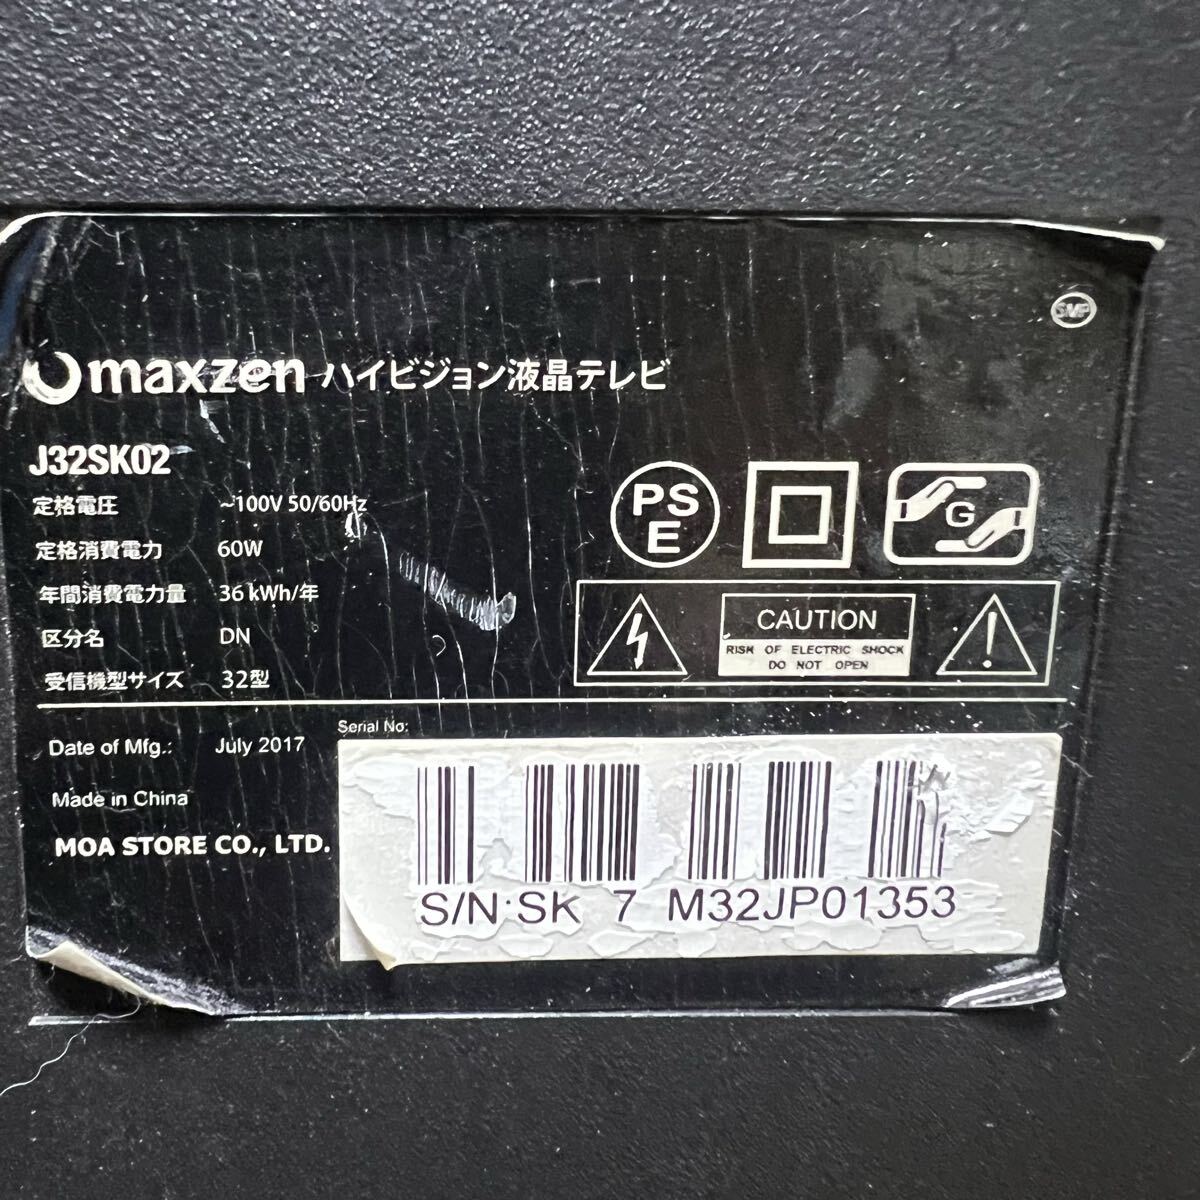 SMP
maxzen ハイビジョン液晶テレビ
J32SK02
定格電圧 ~100V 50/60Hz
定格消費電力 60W
年間消費電力量 36 kWh/年
区分名 DN
受信機型サイズ 32型
PS
E
G
CAUTION
RISK OF ELECTRIC SHOCK
DO NOT OPEN
Date of Mfg.: July 2017
Made in China
MOA STORE CO., LTD.
Serial No:
S/N SK 7 M32JP01353